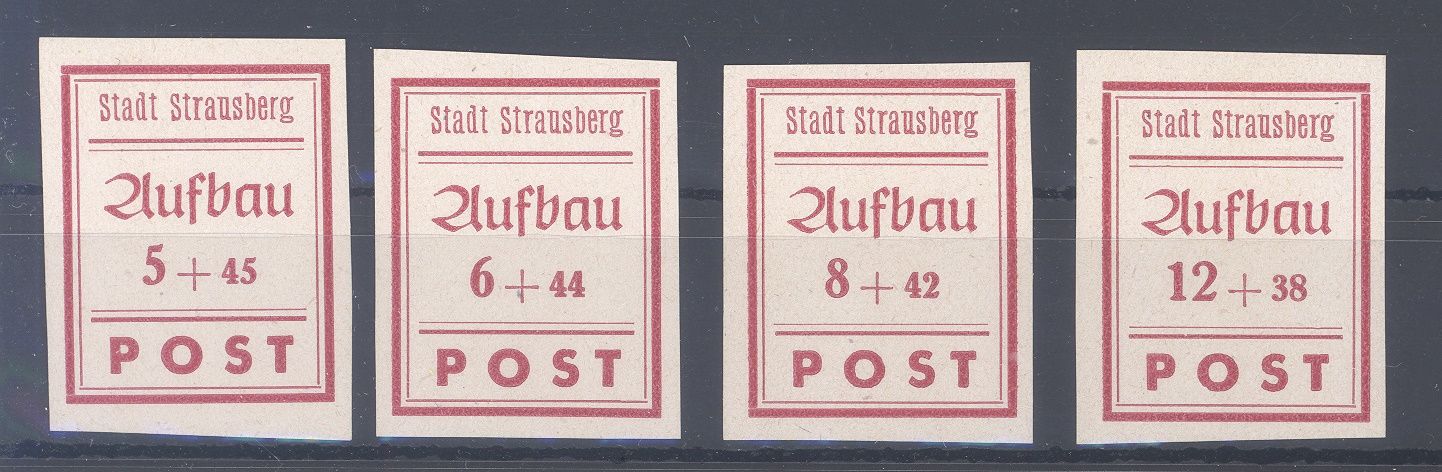 Stadt Strausberg
Aufbau
5 + 45
POST
Stadt Strausberg
Aufbau
6 + 44
POST
Stadt Strausberg
Aufbau
8 + 42
POST
Stadt Strausberg
Aufbau
12 + 38
POST